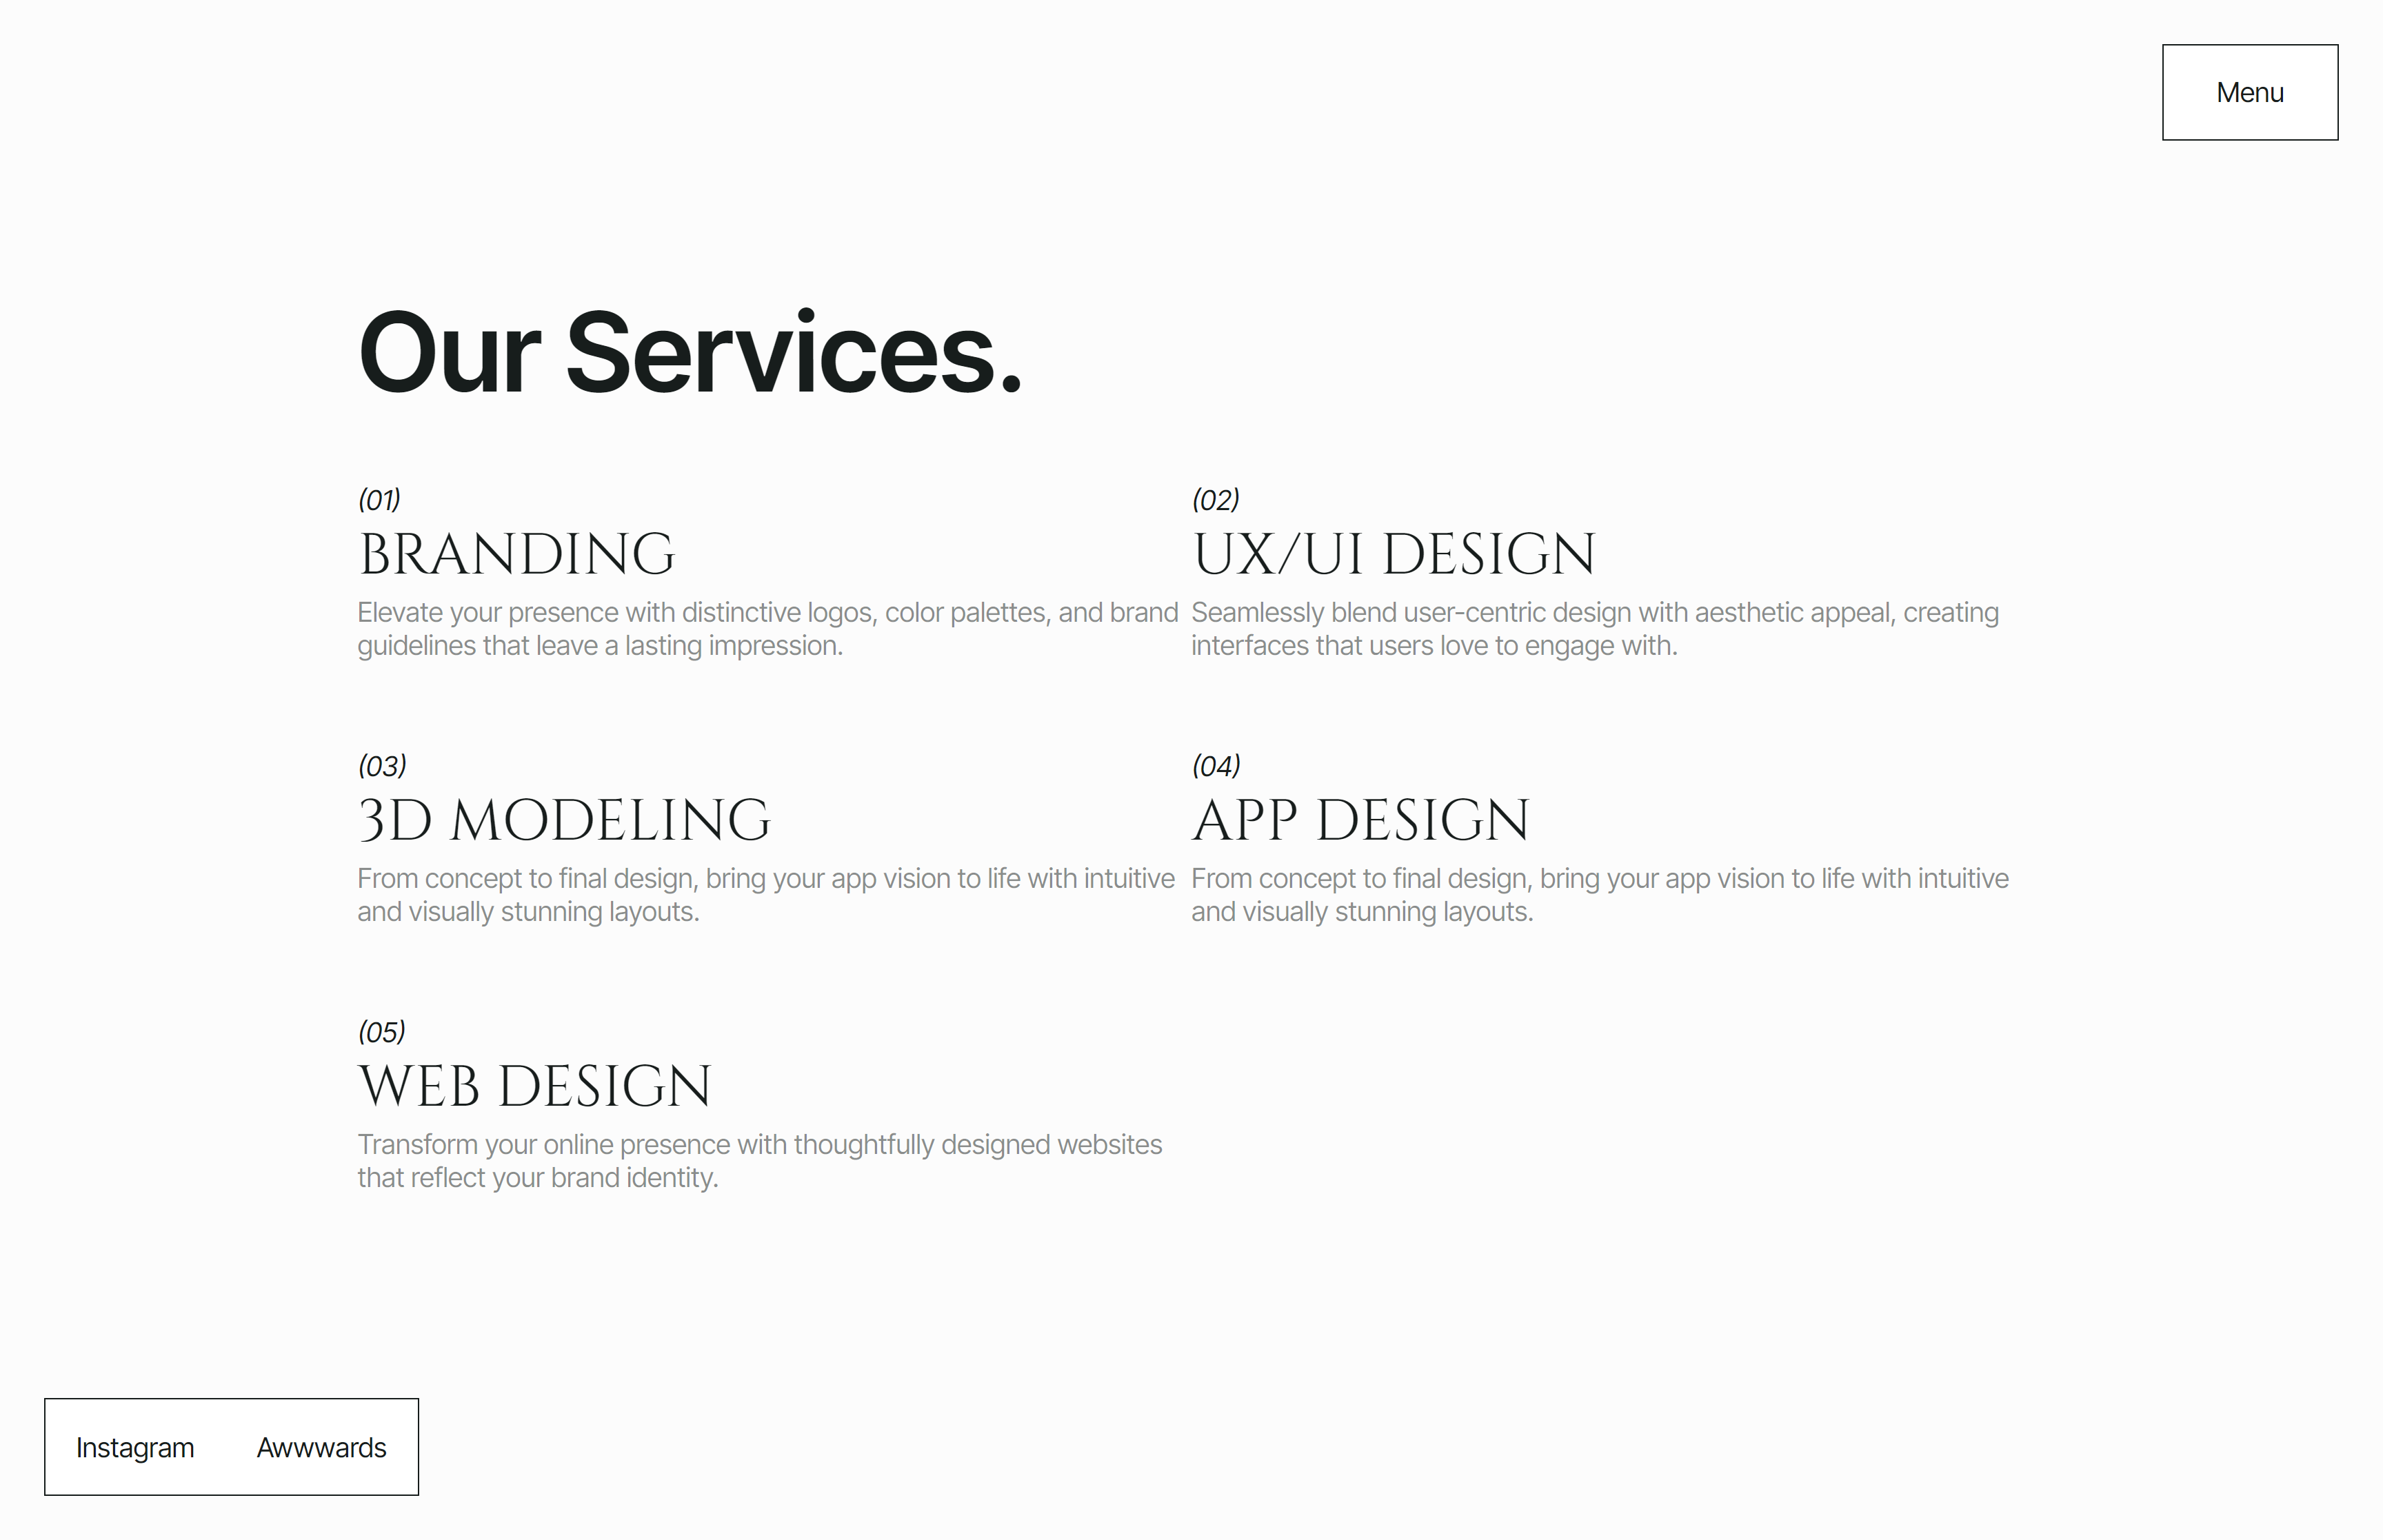 Menu
Our Services.
(01)
BRANDING
Elevate your presence with distinctive logos, color palettes, and brand
guidelines that leave a lasting impression.
(02)
UX/UI DESIGN
Seamlessly blend user-centric design with aesthetic appeal, creating
interfaces that users love to engage with.
(03)
3D MODELING
From concept to final design, bring your app vision to life with intuitive
and visually stunning layouts.
(04)
APP DESIGN
From concept to final design, bring your app vision to life with intuitive
and visually stunning layouts.
(05)
WEB DESIGN
Transform your online presence with thoughtfully designed websites
that reflect your brand identity.
Instagram Awwwards